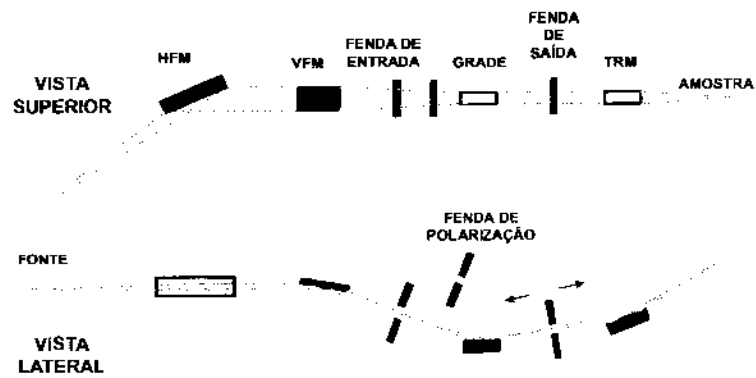 FENDA
DE
SAÍDA
HFM
VFM
FENDA DE
ENTRADA
GRADE
TRM
VISTA
SUPERIOR
AMOSTRA
FENDA DE
POLARIZAÇÃO
FONTE
VISTA
LATERAL